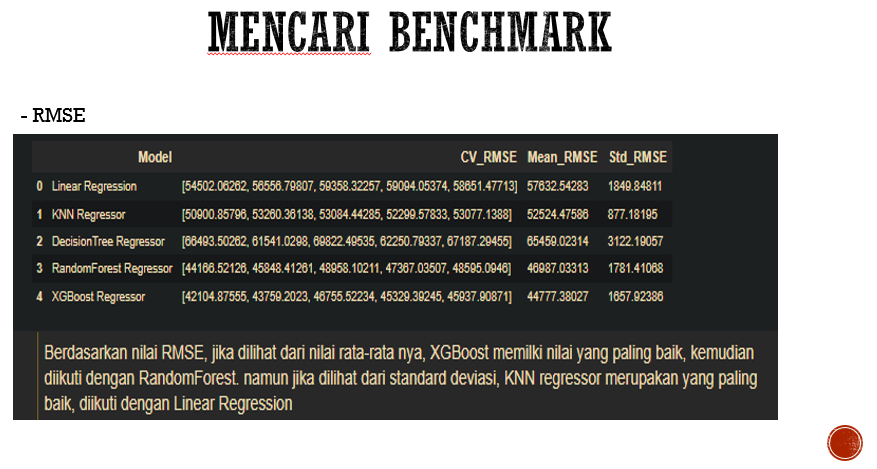 MENCARI BENCHMARK
- RMSE
Model CV_RMSE Mean_RMSE Std_RMSE
0 Linear Regression [54502.06262, 56556.79807, 59358.32257, 59094.05374, 58651.47713] 57632.54283 1849.84811
1 KNN Regressor [50900.85796, 53260.36138, 53084.44285, 52299.57833, 53077.1388] 52524.47586 877.18195
2 DecisionTree Regressor [66493.50262, 61541.0298, 69822.49535, 62250.79337, 67187.29455] 65459.02314 3122.19057
3 RandomForest Regressor [44166.52126, 45848.41261, 48958.10211, 47367.03507, 48595.0946] 46987.03313 1781.41068
4 XGBoost Regressor [42104.87555, 43759.2023, 46755.52234, 45329.39245, 45937.90871] 44777.38027 1657.92386
Berdasarkan nilai RMSE, jika dilihat dari nilai rata-rata nya, XGBoost memilki nilai yang paling baik, kemudian
diikuti dengan RandomForest. namun jika dilihat dari standard deviasi, KNN regressor merupakan yang paling
baik, diikuti dengan Linear Regression